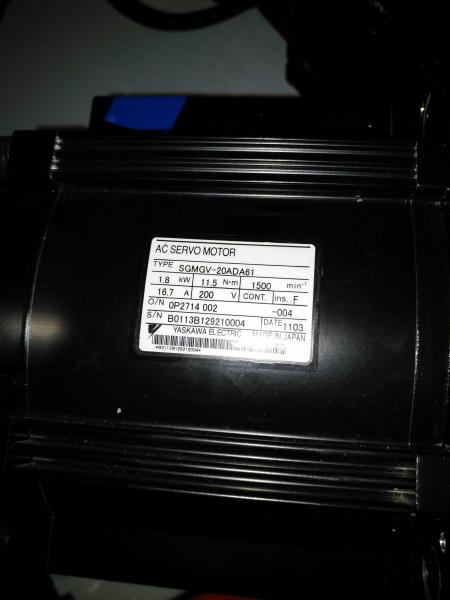 AC SERVO MOTOR
TYPE SGMGV-20ADA61
1.8 kW 11.5 N·m 1500 min⁻¹
16.7 A 200 V CONT. ins. F
O/N 0P2714 002 -004
S/N B0113B129210004 DATE 1103
YASKAWA ELECTRIC MADE IN JAPAN
*B0113B129210004*